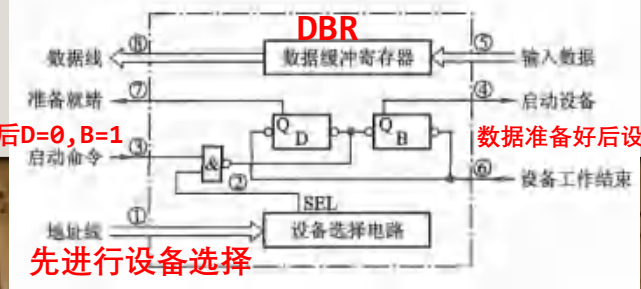 DBR
数据线 ⑧ 数据缓冲寄存器 ⑤ 输入数据
准备就绪 ⑦ ④ 启动设备
Q D Q B
后D=0,B=1 数据准备好后设
启动命令 ③ & ② ⑥ 设备工作结束
SEL
地址线 ① 设备选择电路
先进行设备选择